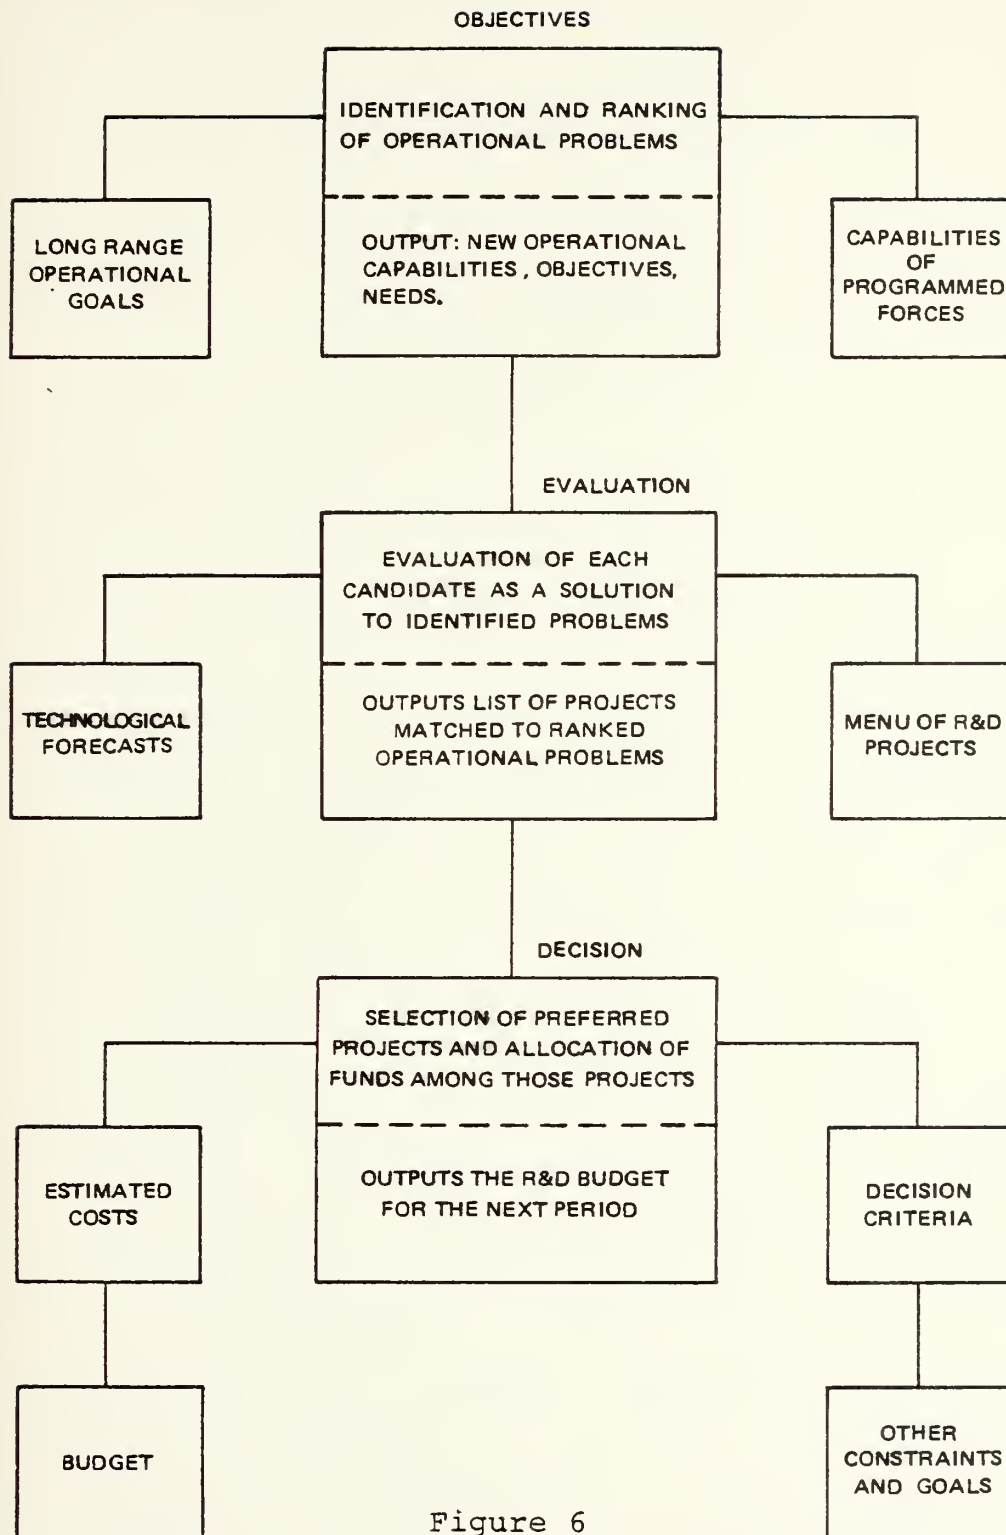 OBJECTIVES
IDENTIFICATION AND RANKING
OF OPERATIONAL PROBLEMS
OUTPUT: NEW OPERATIONAL
CAPABILITIES, OBJECTIVES,
NEEDS.
LONG RANGE
OPERATIONAL
GOALS
CAPABILITIES
OF
PROGRAMMED
FORCES
EVALUATION
EVALUATION OF EACH
CANDIDATE AS A SOLUTION
TO IDENTIFIED PROBLEMS
OUTPUTS LIST OF PROJECTS
MATCHED TO RANKED
OPERATIONAL PROBLEMS
TECHNOLOGICAL
FORECASTS
MENU OF R&D
PROJECTS
DECISION
SELECTION OF PREFERRED
PROJECTS AND ALLOCATION OF
FUNDS AMONG THOSE PROJECTS
OUTPUTS THE R&D BUDGET
FOR THE NEXT PERIOD
ESTIMATED
COSTS
DECISION
CRITERIA
BUDGET
OTHER
CONSTRAINTS
AND GOALS
Figure 6